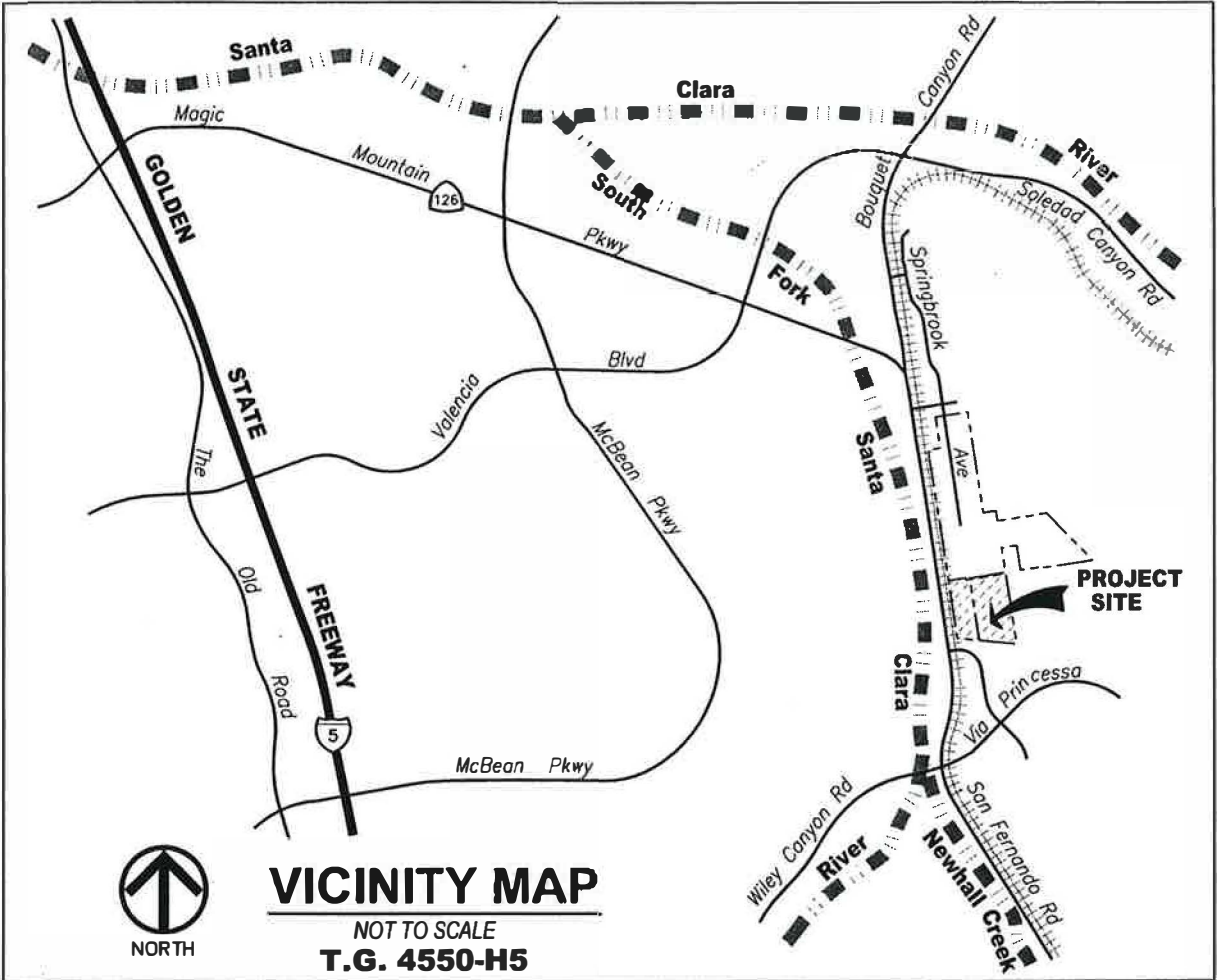 Santa
Clara
River
Canyon Rd
Bouquet
Magic
Mountain
126
Pkwy
South
Fork
Santa
Clara
River
Soledad Canyon Rd
Springbrook
Ave
GOLDEN
STATE
FREEWAY
5
The
Old
Road
Valencia
Blvd
McBean Pkwy
McBean Pkwy
PROJECT
SITE
Via Princessa
Wiley Canyon Rd
San Fernando Rd
Newhall Creek
NORTH
VICINITY MAP
NOT TO SCALE
T.G. 4550-H5